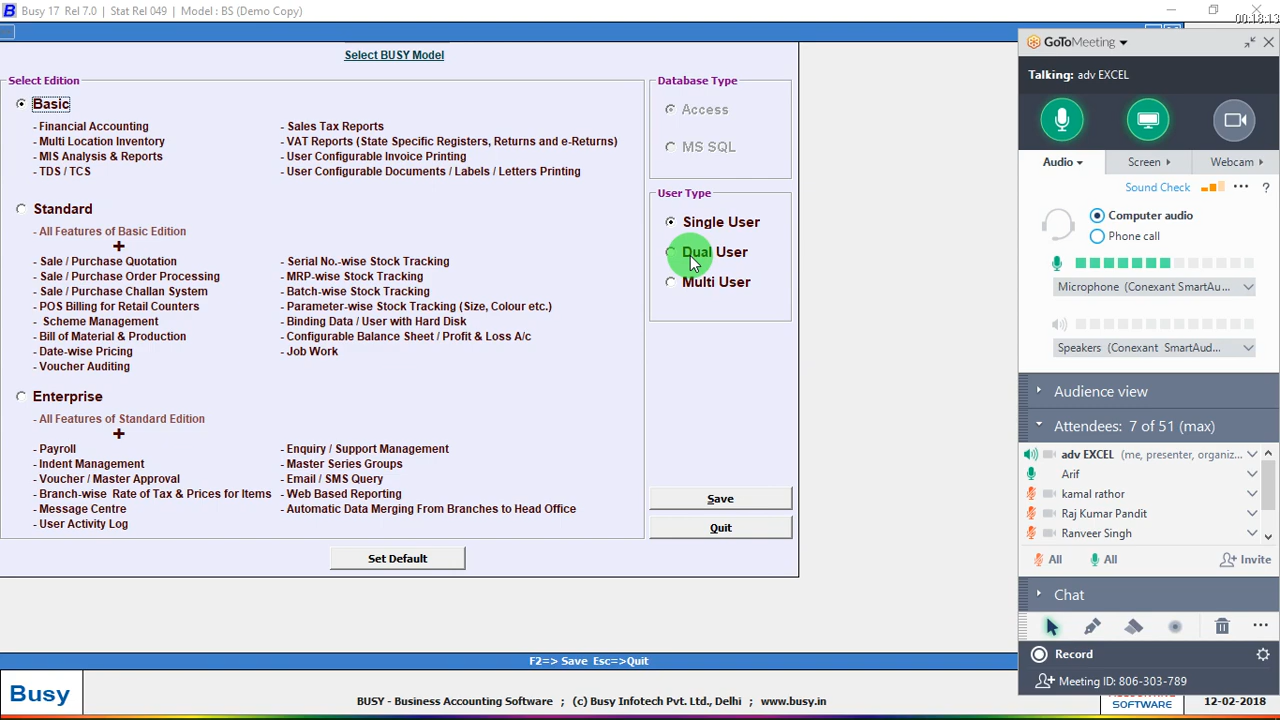 Busy 17 Rel 7.0 | Stat Rel 049 | Model : BS (Demo Copy)
00:18:13
Select BUSY Model
Select Edition
Basic
- Financial Accounting
- Multi Location Inventory
- MIS Analysis & Reports
- TDS / TCS
- Sales Tax Reports
- VAT Reports (State Specific Registers, Returns and e-Returns)
- User Configurable Invoice Printing
- User Configurable Documents / Labels / Letters Printing
Standard
- All Features of Basic Edition
+
- Sale / Purchase Quotation
- Sale / Purchase Order Processing
- Sale / Purchase Challan System
- POS Billing for Retail Counters
- Scheme Management
- Bill of Material & Production
- Date-wise Pricing
- Voucher Auditing
- Serial No.-wise Stock Tracking
- MRP-wise Stock Tracking
- Batch-wise Stock Tracking
- Parameter-wise Stock Tracking (Size, Colour etc.)
- Binding Data / User with Hard Disk
- Configurable Balance Sheet / Profit & Loss A/c
- Job Work
Enterprise
- All Features of Standard Edition
+
- Payroll
- Indent Management
- Voucher / Master Approval
- Branch-wise Rate of Tax & Prices for Items
- Message Centre
- User Activity Log
- Enquiry / Support Management
- Master Series Groups
- Email / SMS Query
- Web Based Reporting
- Automatic Data Merging From Branches to Head Office
Set Default
Database Type
Access
MS SQL
User Type
Single User
Dual User
Multi User
Save
Quit
F2=> Save Esc=>Quit
Busy
BUSY - Business Accounting Software ; (c) Busy Infotech Pvt. Ltd., Delhi ; www.busy.in
SOFTWARE
12-02-2018
GoToMeeting
Talking: adv EXCEL
Audio
Screen
Webcam
Sound Check
?
Computer audio
Phone call
Microphone (Conexant SmartAu...
Speakers (Conexant SmartAud...
Audience view
Attendees: 7 of 51 (max)
adv EXCEL (me, presenter, organiz...
Arif
kamal rathor
Raj Kumar Pandit
Ranveer Singh
All
All
Invite
Chat
Record
Meeting ID: 806-303-789